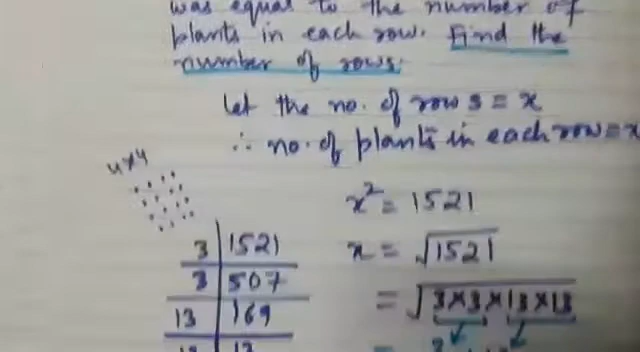 was equal to the number of
plants in each row. Find the
number of rows.
Let the no. of rows = x
∴ no. of plants in each row = x
4×4
x² = 1521
3 | 1521
x = √1521
3 | 507
= √3×3×13×13
13 | 169
13
=